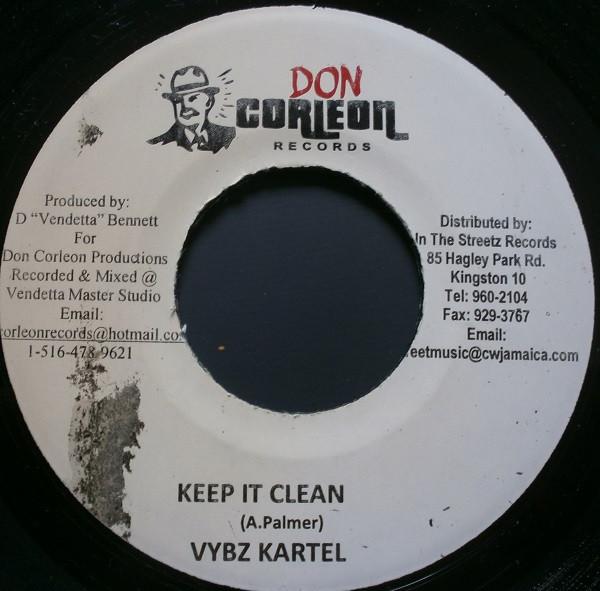 DON
CORLEON
RECORDS
Produced by:
D "Vendetta" Bennett
For
Don Corleon Productions
Recorded & Mixed @
Vendetta Master Studio
Email:
corleonrecords@hotmail.co
1-516-478 9621
Distributed by:
In The Streetz Records
85 Hagley Park Rd.
Kingston 10
Tel: 960-2104
Fax: 929-3767
Email:
reetmusic@cwjamaica.com
KEEP IT CLEAN
(A.Palmer)
VYBZ KARTEL